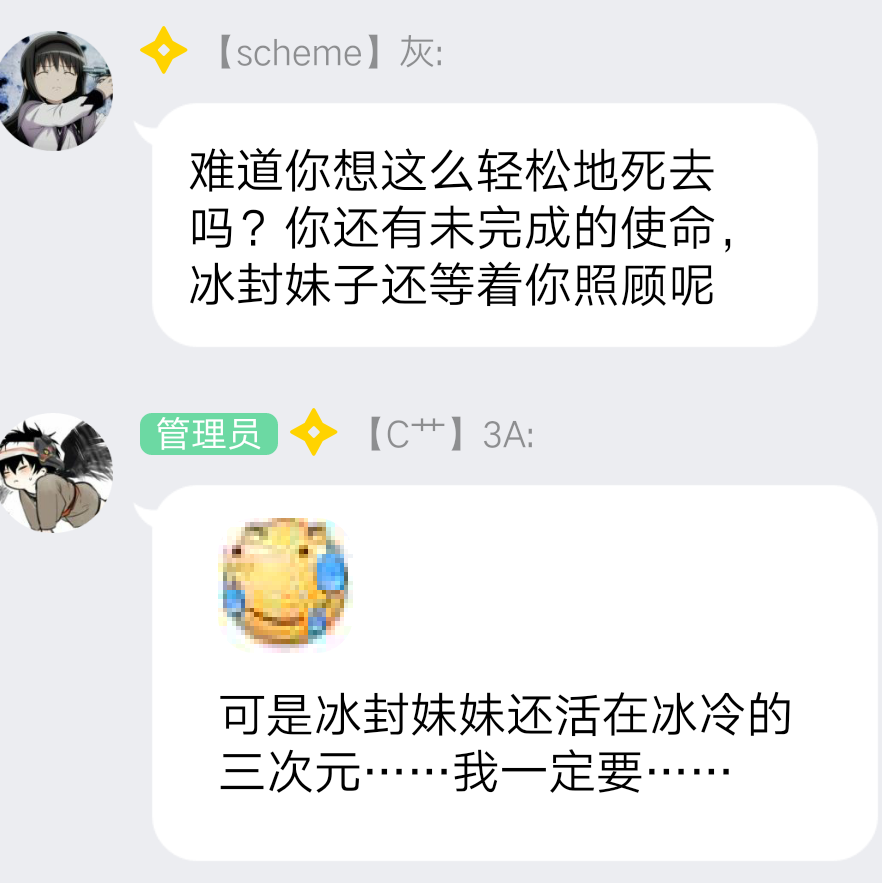 【scheme】灰:
难道你想这么轻松地死去
吗？你还有未完成的使命，
冰封妹子还等着你照顾呢
管理员 【C艹】3A:
可是冰封妹妹还活在冰冷的
三次元……我一定要……